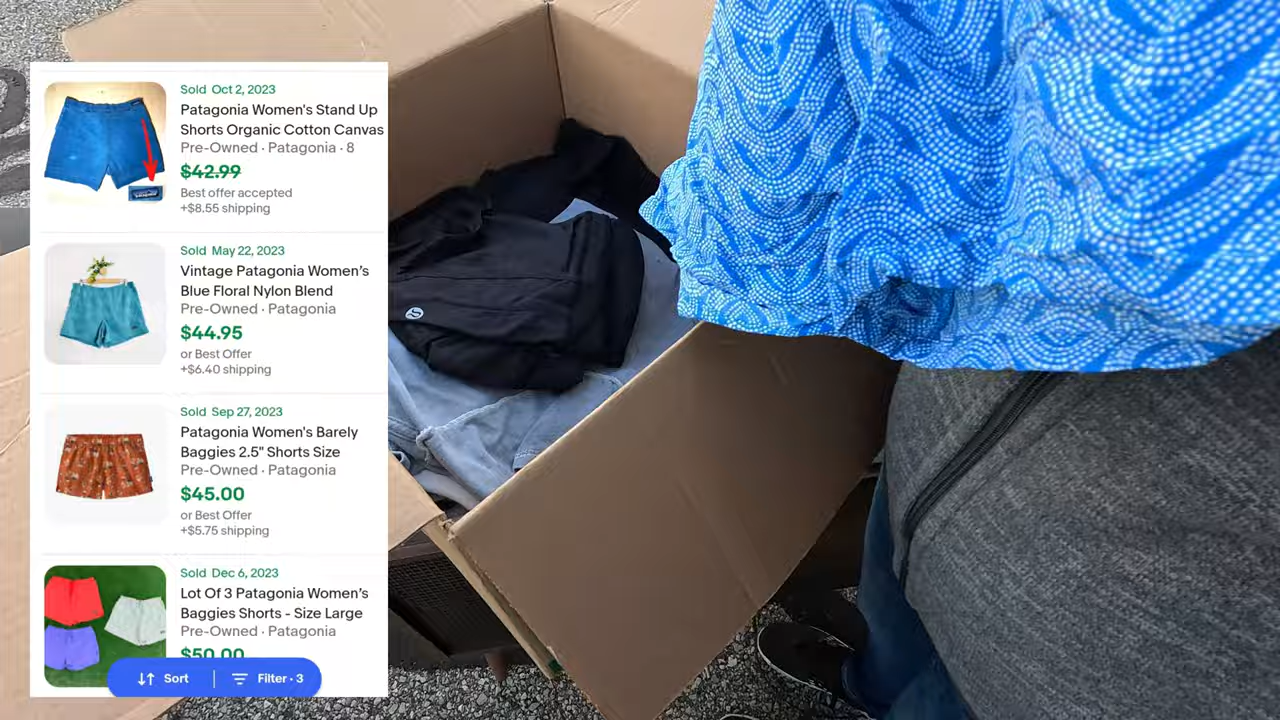 Sold Oct 2, 2023
Patagonia Women's Stand Up
Shorts Organic Cotton Canvas
Pre-Owned · Patagonia · 8
$42.99
Best offer accepted
+$8.55 shipping
Sold May 22, 2023
Vintage Patagonia Women's
Blue Floral Nylon Blend
Pre-Owned · Patagonia
$44.95
or Best Offer
+$6.40 shipping
Sold Sep 27, 2023
Patagonia Women's Barely
Baggies 2.5" Shorts Size
Pre-Owned · Patagonia
$45.00
or Best Offer
+$5.75 shipping
Sold Dec 6, 2023
Lot Of 3 Patagonia Women's
Baggies Shorts - Size Large
Pre-Owned · Patagonia
$50.00
Sort
Filter · 3